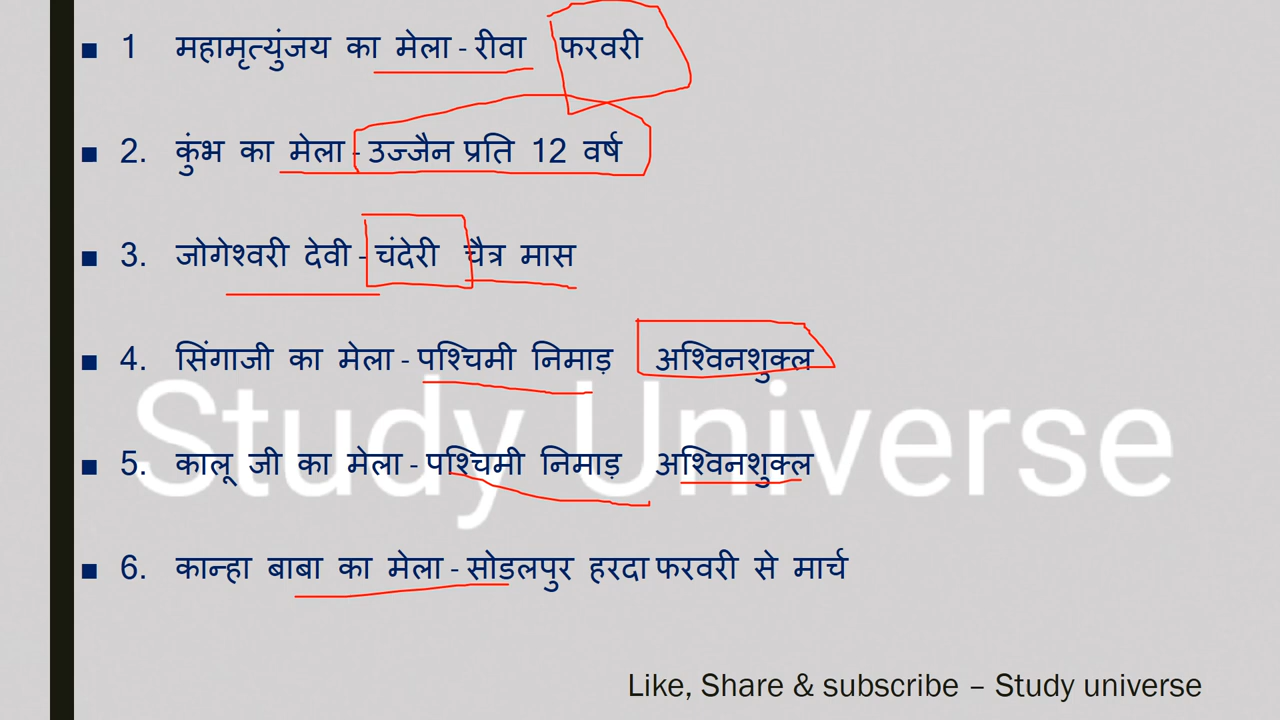 ■ 1 महामृत्युंजय का मेला - रीवा फरवरी
■ 2. कुंभ का मेला - उज्जैन प्रति 12 वर्ष
■ 3. जोगेश्वरी देवी - चंदेरी चैत्र मास
■ 4. सिंगाजी का मेला - पश्चिमी निमाड़ अश्विनशुक्ल
■ 5. कालू जी का मेला - पश्चिमी निमाड़ अश्विनशुक्ल
Study Universe
■ 6. कान्हा बाबा का मेला - सोडलपुर हरदा फरवरी से मार्च
Like, Share & subscribe – Study universe